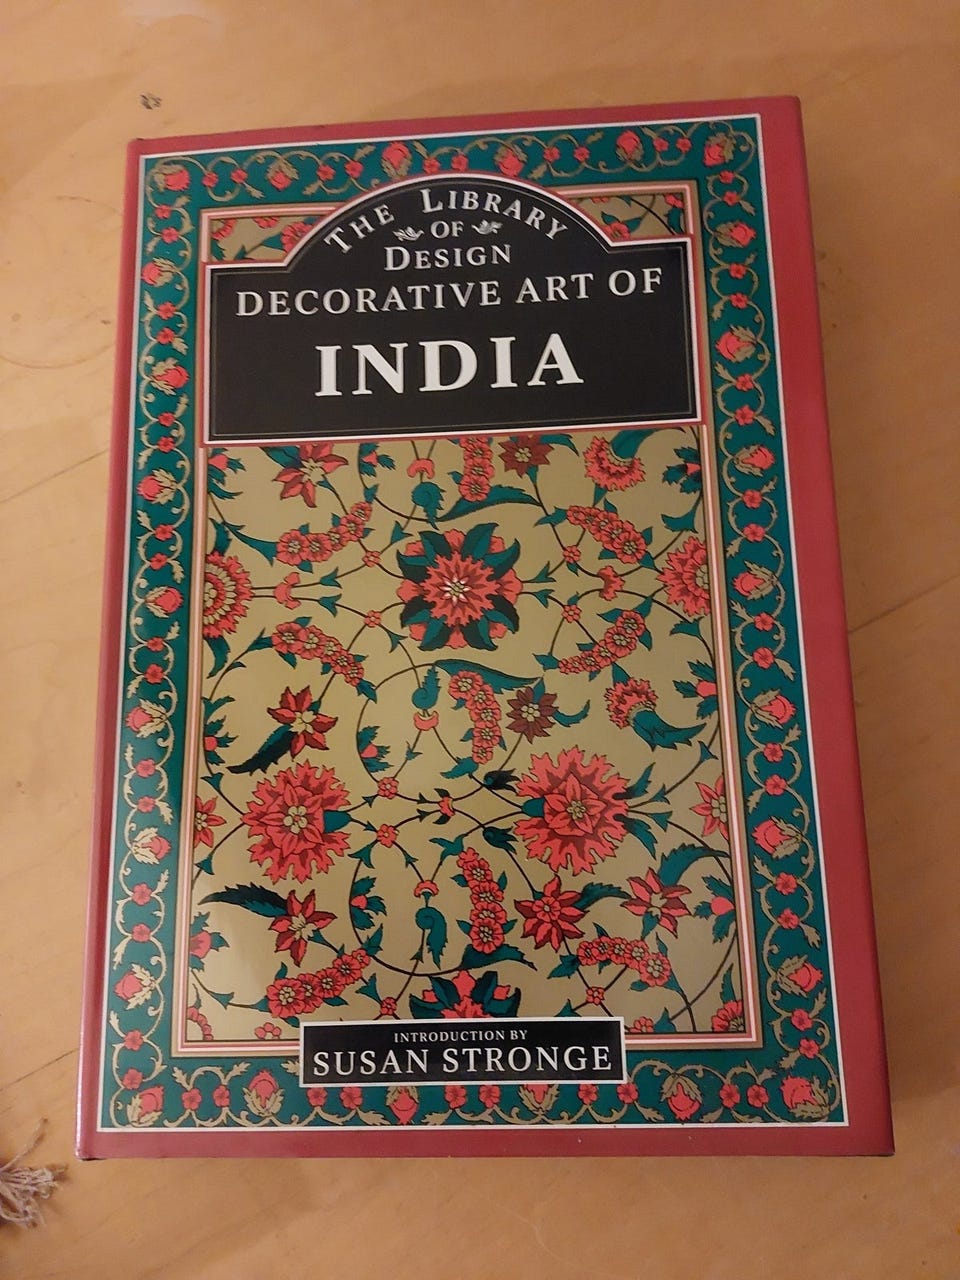 THE LIBRARY
OF
DESIGN
DECORATIVE ART OF
INDIA
INTRODUCTION BY
SUSAN STRONGE